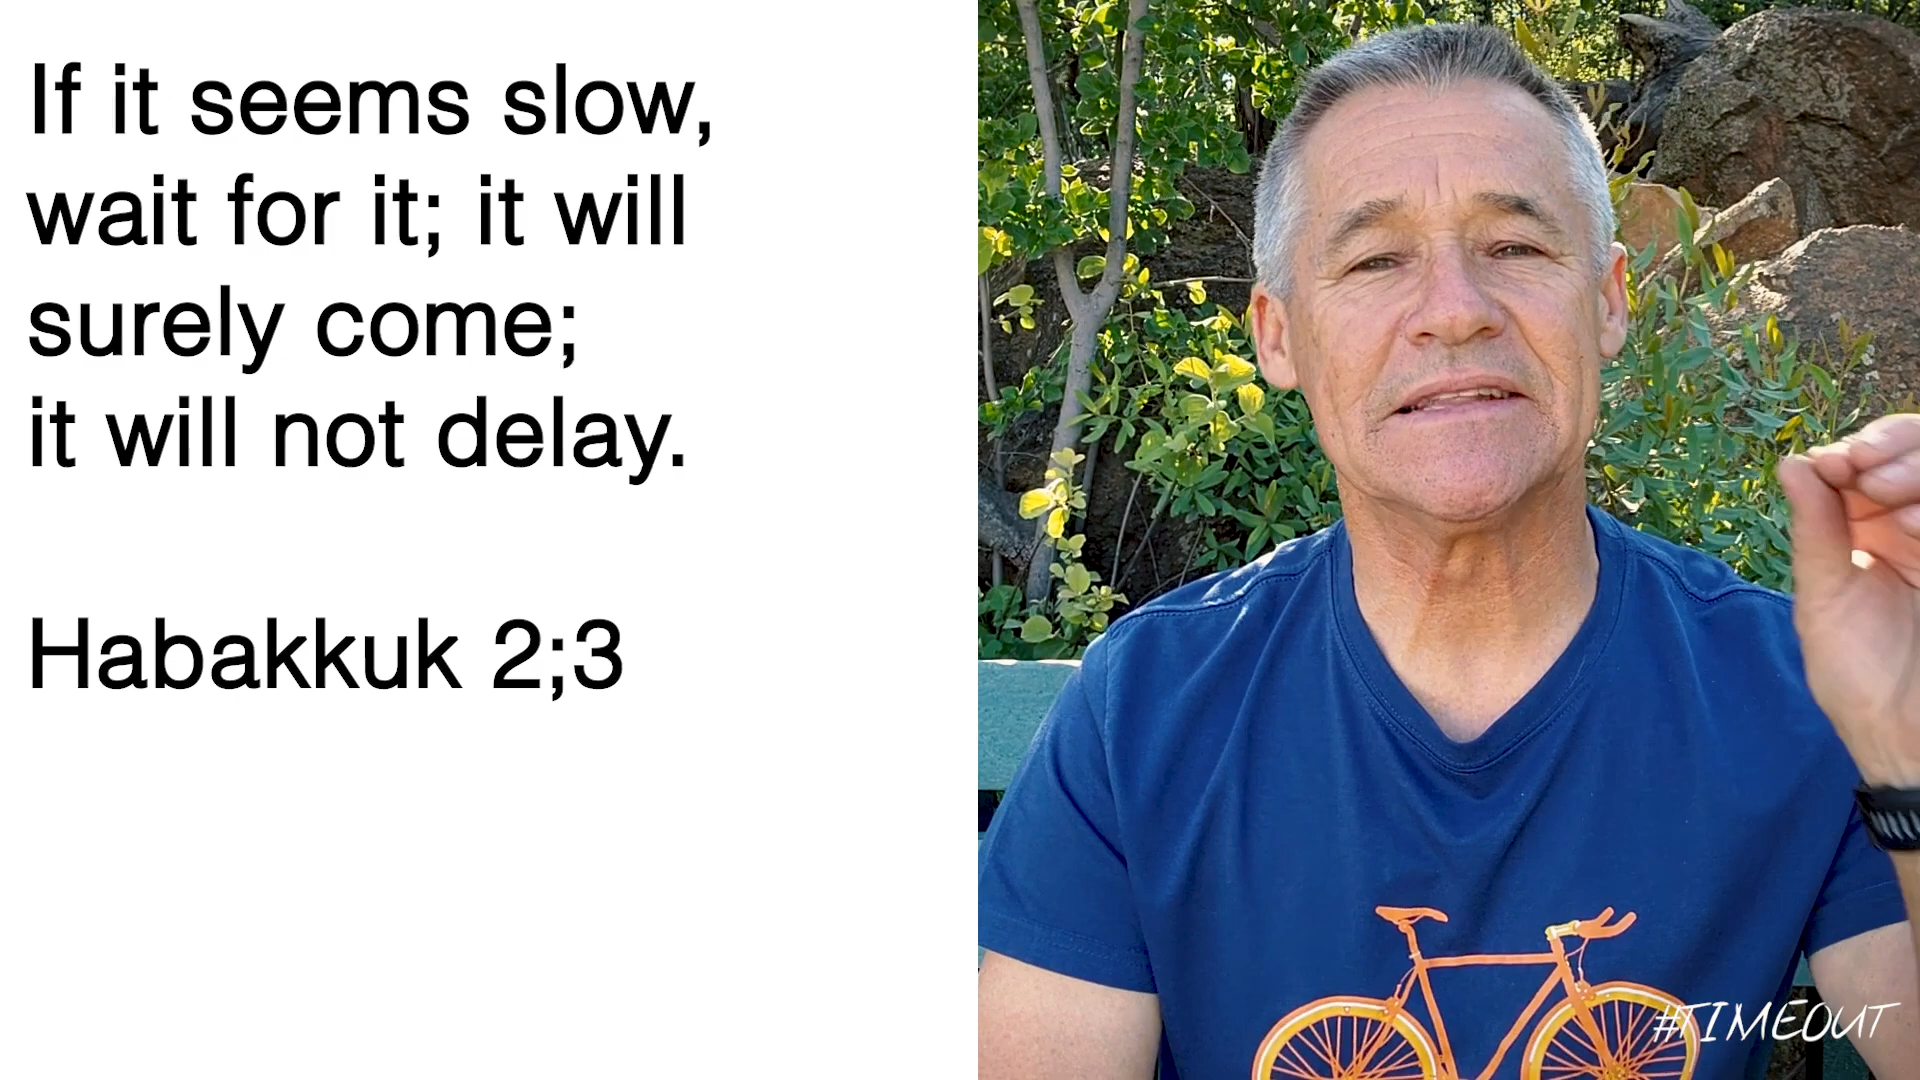 If it seems slow,
wait for it; it will
surely come;
it will not delay.
Habakkuk 2;3
#TIMEOUT